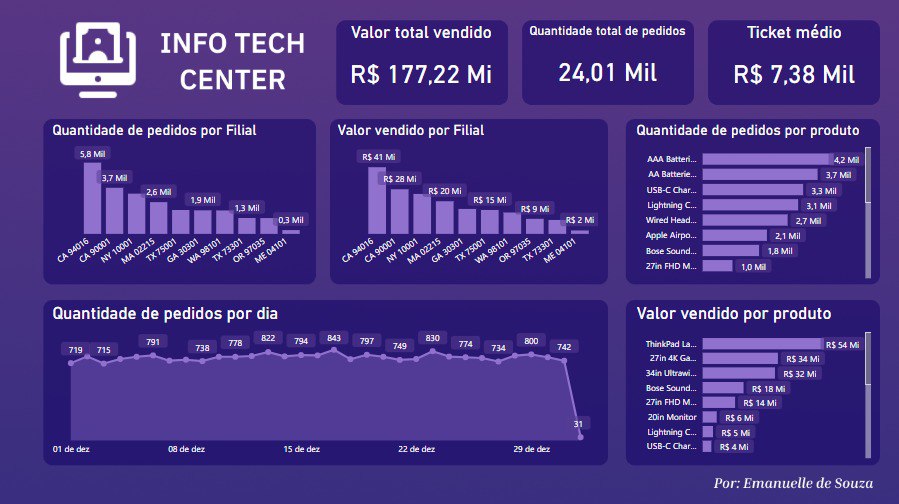 INFO TECH
CENTER
Valor total vendido
R$ 177,22 Mi
Quantidade total de pedidos
24,01 Mil
Ticket médio
R$ 7,38 Mil
Quantidade de pedidos por Filial
5,8 Mil
3,7 Mil
2,6 Mil
1,9 Mil
1,3 Mil
0,3 Mil
CA 94016
CA 90001
NY 10001
MA 02215
TX 75001
GA 30301
WA 98101
TX 73301
OR 97035
ME 04101
Valor vendido por Filial
R$ 41 Mi
R$ 28 Mi
R$ 20 Mi
R$ 15 Mi
R$ 9 Mi
R$ 2 Mi
CA 94016
CA 90001
NY 10001
MA 02215
GA 30301
TX 75001
WA 98101
OR 97035
TX 73301
ME 04101
Quantidade de pedidos por produto
AAA Batteri... 4,2 Mil
AA Batterie... 3,7 Mil
USB-C Char... 3,3 Mil
Lightning C... 3,1 Mil
Wired Head... 2,7 Mil
Apple Airpo... 2,1 Mil
Bose Sound... 1,8 Mil
27in FHD M... 1,0 Mil
Quantidade de pedidos por dia
719 715 791 738 778 822 794 843 797 749 830 774 734 800 742 31
01 de dez 08 de dez 15 de dez 22 de dez 29 de dez
Valor vendido por produto
ThinkPad La... R$ 54 Mi
27in 4K Ga... R$ 34 Mi
34in Ultrawi... R$ 32 Mi
Bose Sound... R$ 18 Mi
27in FHD M... R$ 14 Mi
20in Monitor R$ 6 Mi
Lightning C... R$ 5 Mi
USB-C Char... R$ 4 Mi
Por: Emanuelle de Souza